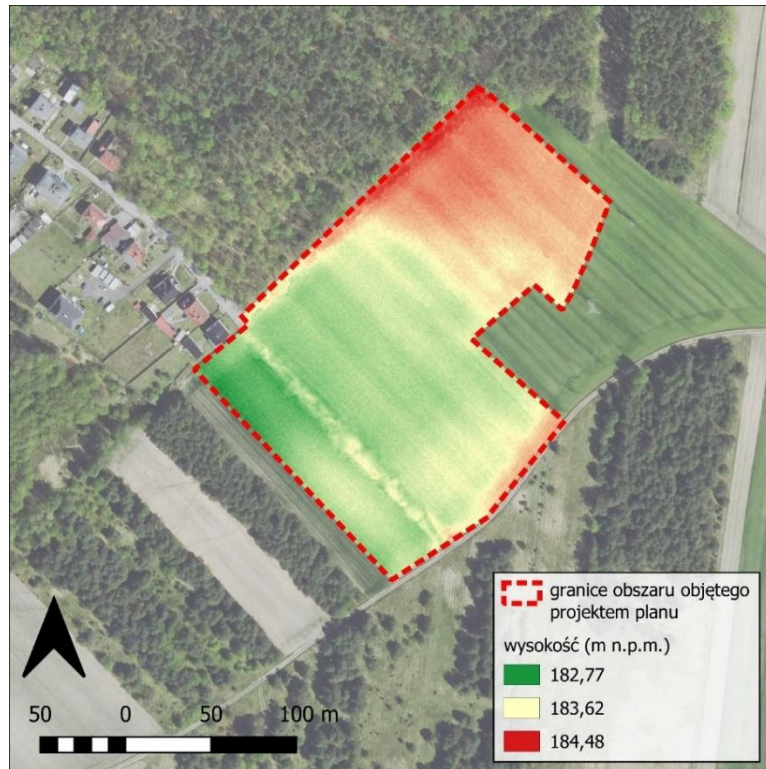 granice obszaru objętego
projektem planu
wysokość (m n.p.m.)
182,77
183,62
184,48
50 0 50 100 m